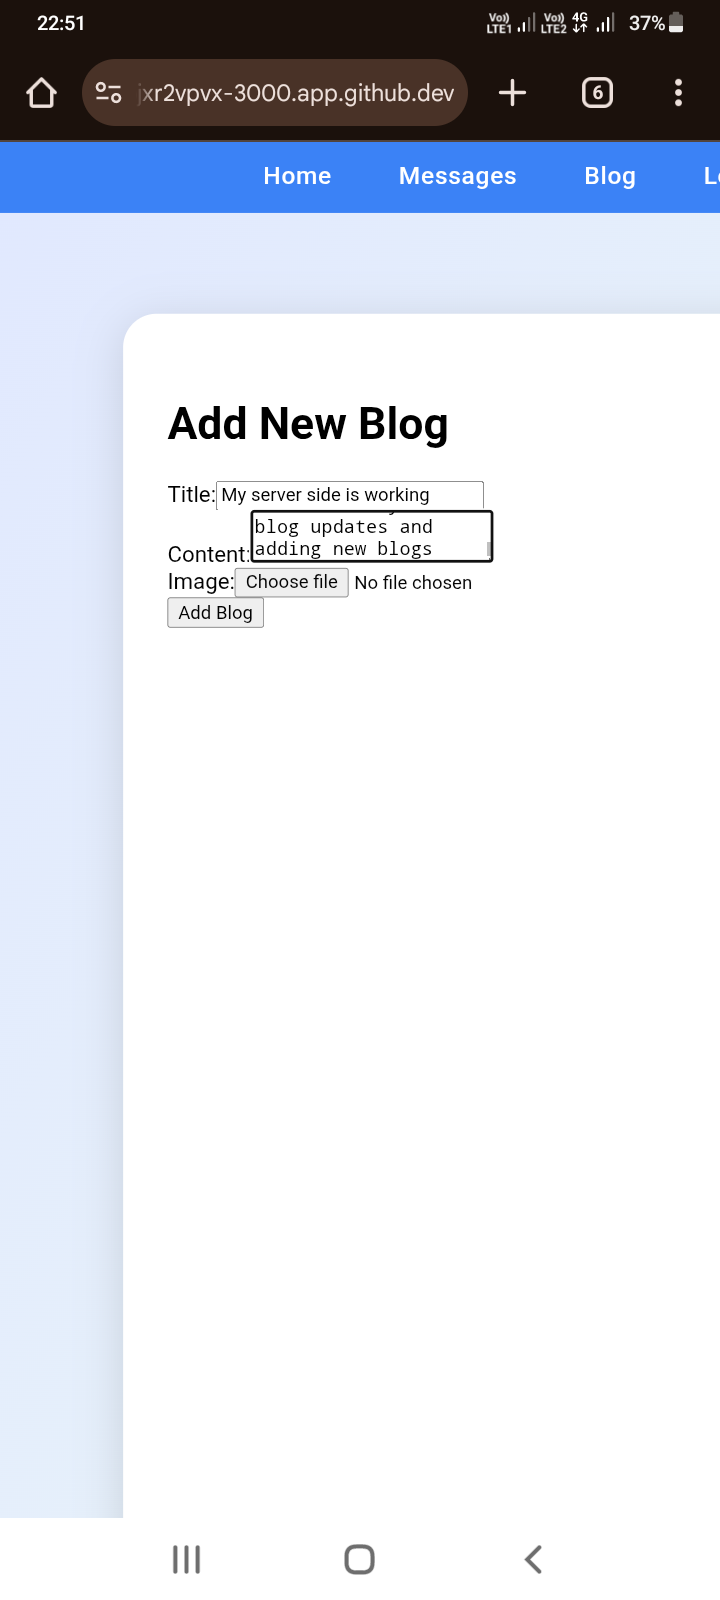 22:51 Vo)) LTE1 Vo)) LTE2 4G 37%
jxr2vpvx-3000.app.github.dev 6
Home Messages Blog
Add New Blog
Title: My server side is working
blog updates and
Content: adding new blogs
Image: Choose file No file chosen
Add Blog